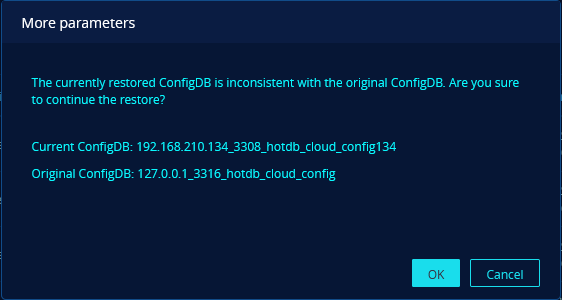 More parameters
The currently restored ConfigDB is inconsistent with the original ConfigDB. Are you sure
to continue the restore?
Current ConfigDB: 192.168.210.134_3308_hotdb_cloud_config134
Original ConfigDB: 127.0.0.1_3316_hotdb_cloud_config
OK
Cancel